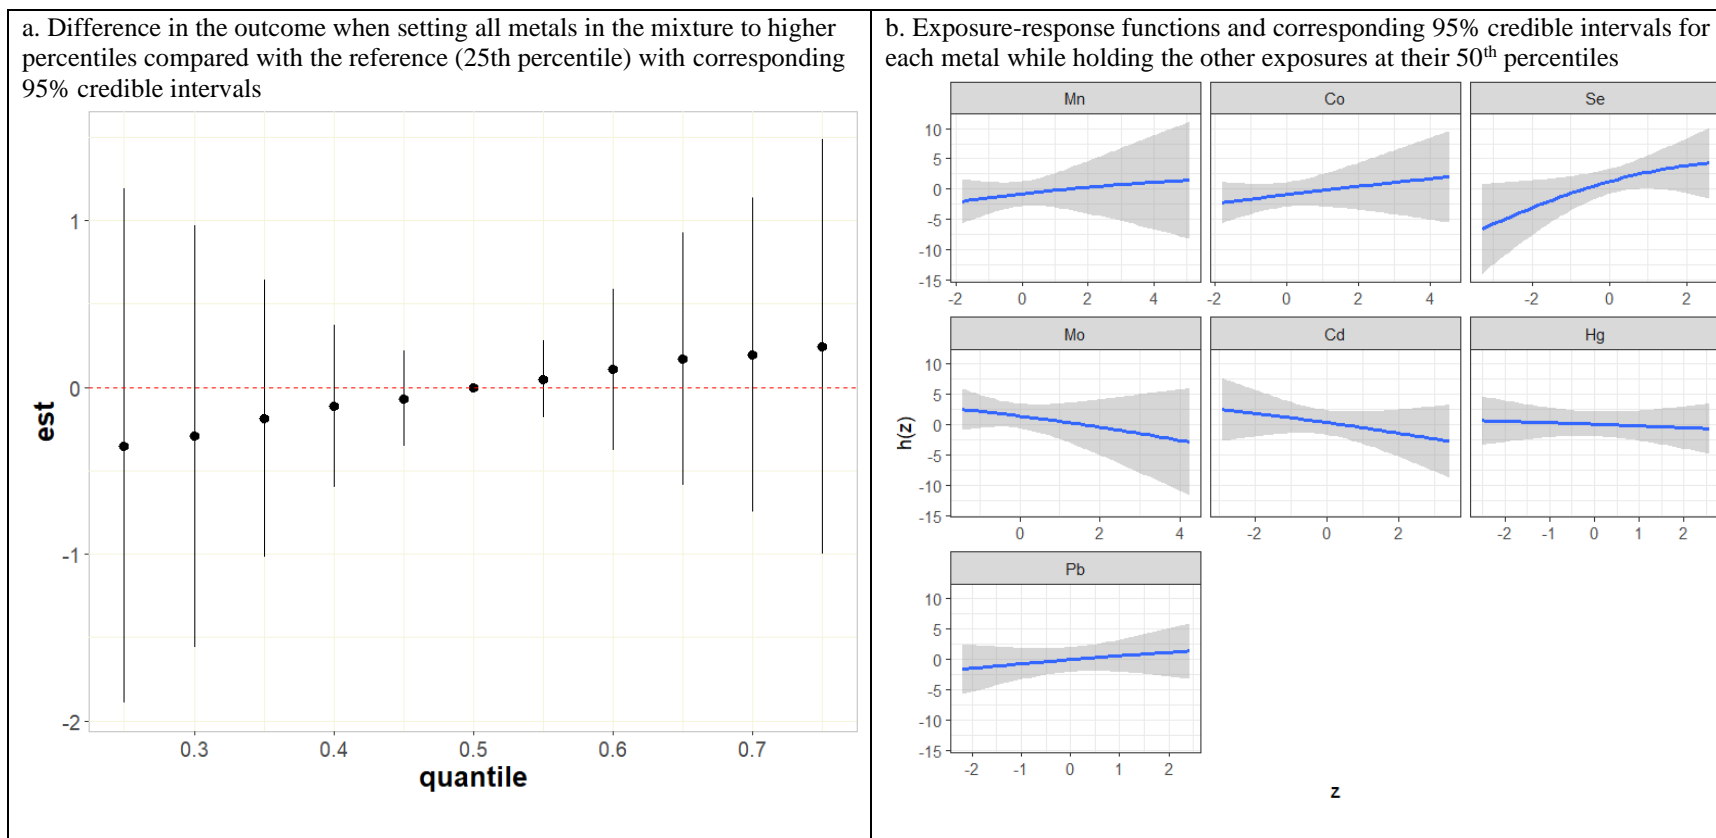 a. Difference in the outcome when setting all metals in the mixture to higher
percentiles compared with the reference (25th percentile) with corresponding
95% credible intervals
1
0
-1
-2
est
0.3 0.4 0.5 0.6 0.7
quantile
b. Exposure-response functions and corresponding 95% credible intervals for
each metal while holding the other exposures at their 50th percentiles
Mn Co Se
10
5
0
-5
-10
-15
-2 0 2 4 -2 0 2 4 -2 0 2
Mo Cd Hg
10
5
0
-5
-10
-15
h(z)
0 2 4 -2 0 2 -2 -1 0 1 2
Pb
10
5
0
-5
-10
-15
-2 -1 0 1 2
z